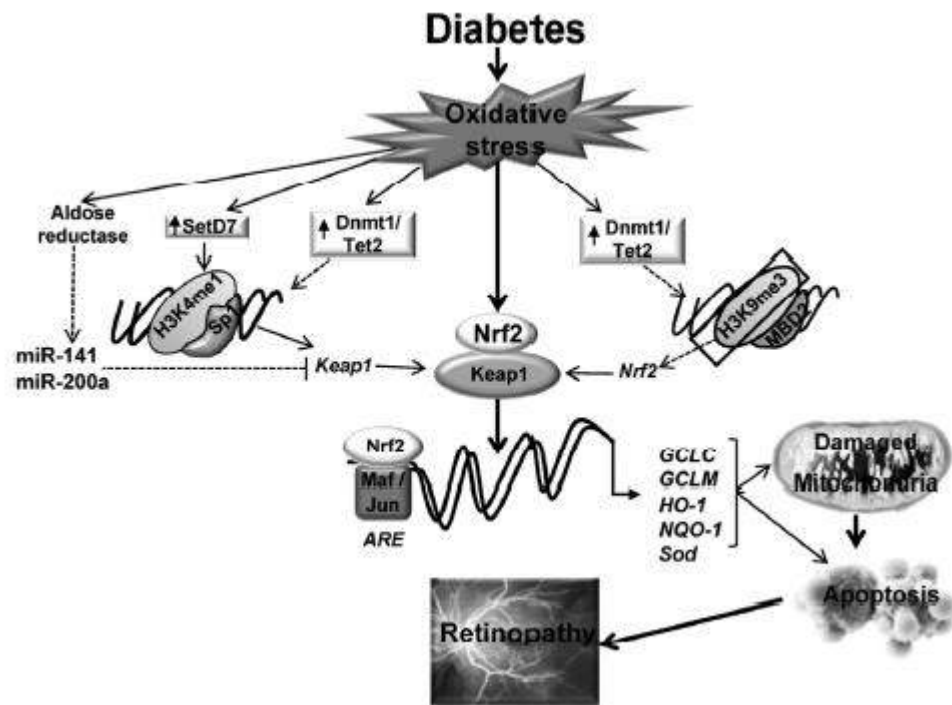 Diabetes
Oxidative
stress
Aldose
reductase
SetD7
Dnmt1/
Tet2
Dnmt1/
Tet2
H3K4me1
Sp1
H3K9me3
MBD2
miR-141
miR-200a
Keap1
Nrf2
Keap1
Nrf2
Nrf2
Maf /
Jun
ARE
GCLC
GCLM
HO-1
NQO-1
Sod
Damaged
Mitochondria
Apoptosis
Retinopathy